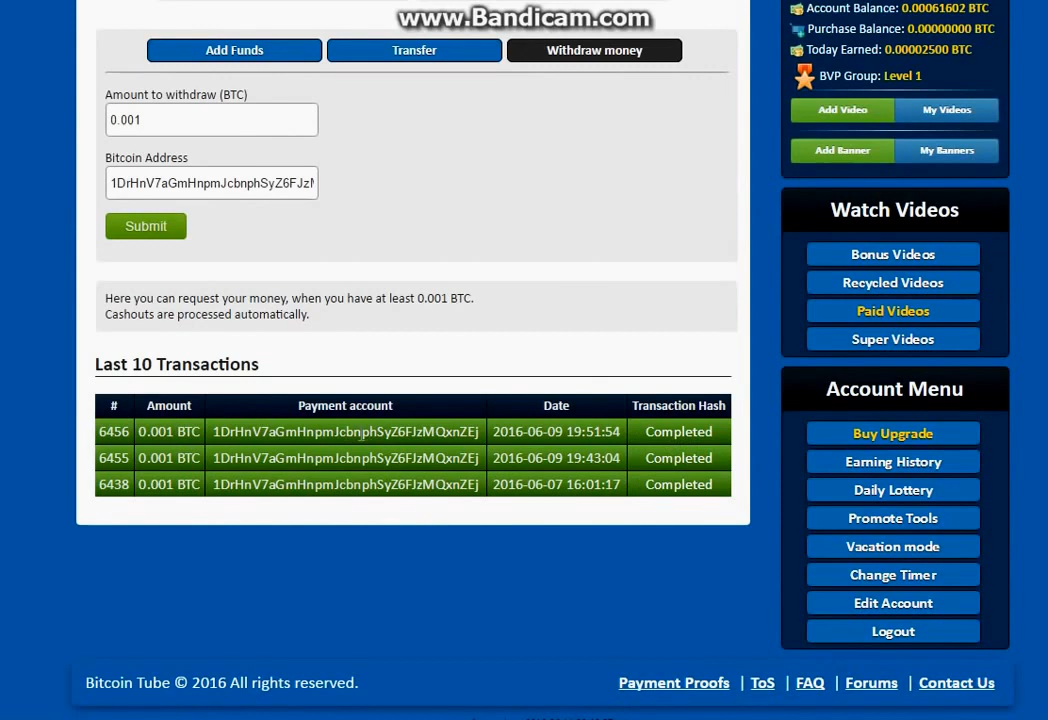 www.Bandicam.com
Account Balance: 0.00061602 BTC
Purchase Balance: 0.00000000 BTC
Today Earned: 0.00002500 BTC
BVP Group: Level 1
Add Video My Videos
Add Banner My Banners
Add Funds Transfer Withdraw money
Amount to withdraw (BTC)
0.001
Bitcoin Address
1DrHnV7aGmHnpmJcbnphSyZ6FJzM
Submit
Here you can request your money, when you have at least 0.001 BTC.
Cashouts are processed automatically.
Last 10 Transactions
# Amount Payment account Date Transaction Hash
6456 0.001 BTC 1DrHnV7aGmHnpmJcbnphSyZ6FJzMQxnZEj 2016-06-09 19:51:54 Completed
6455 0.001 BTC 1DrHnV7aGmHnpmJcbnphSyZ6FJzMQxnZEj 2016-06-09 19:43:04 Completed
6438 0.001 BTC 1DrHnV7aGmHnpmJcbnphSyZ6FJzMQxnZEj 2016-06-07 16:01:17 Completed
Watch Videos
Bonus Videos
Recycled Videos
Paid Videos
Super Videos
Account Menu
Buy Upgrade
Earning History
Daily Lottery
Promote Tools
Vacation mode
Change Timer
Edit Account
Logout
Bitcoin Tube © 2016 All rights reserved.
Payment Proofs | ToS | FAQ | Forums | Contact Us